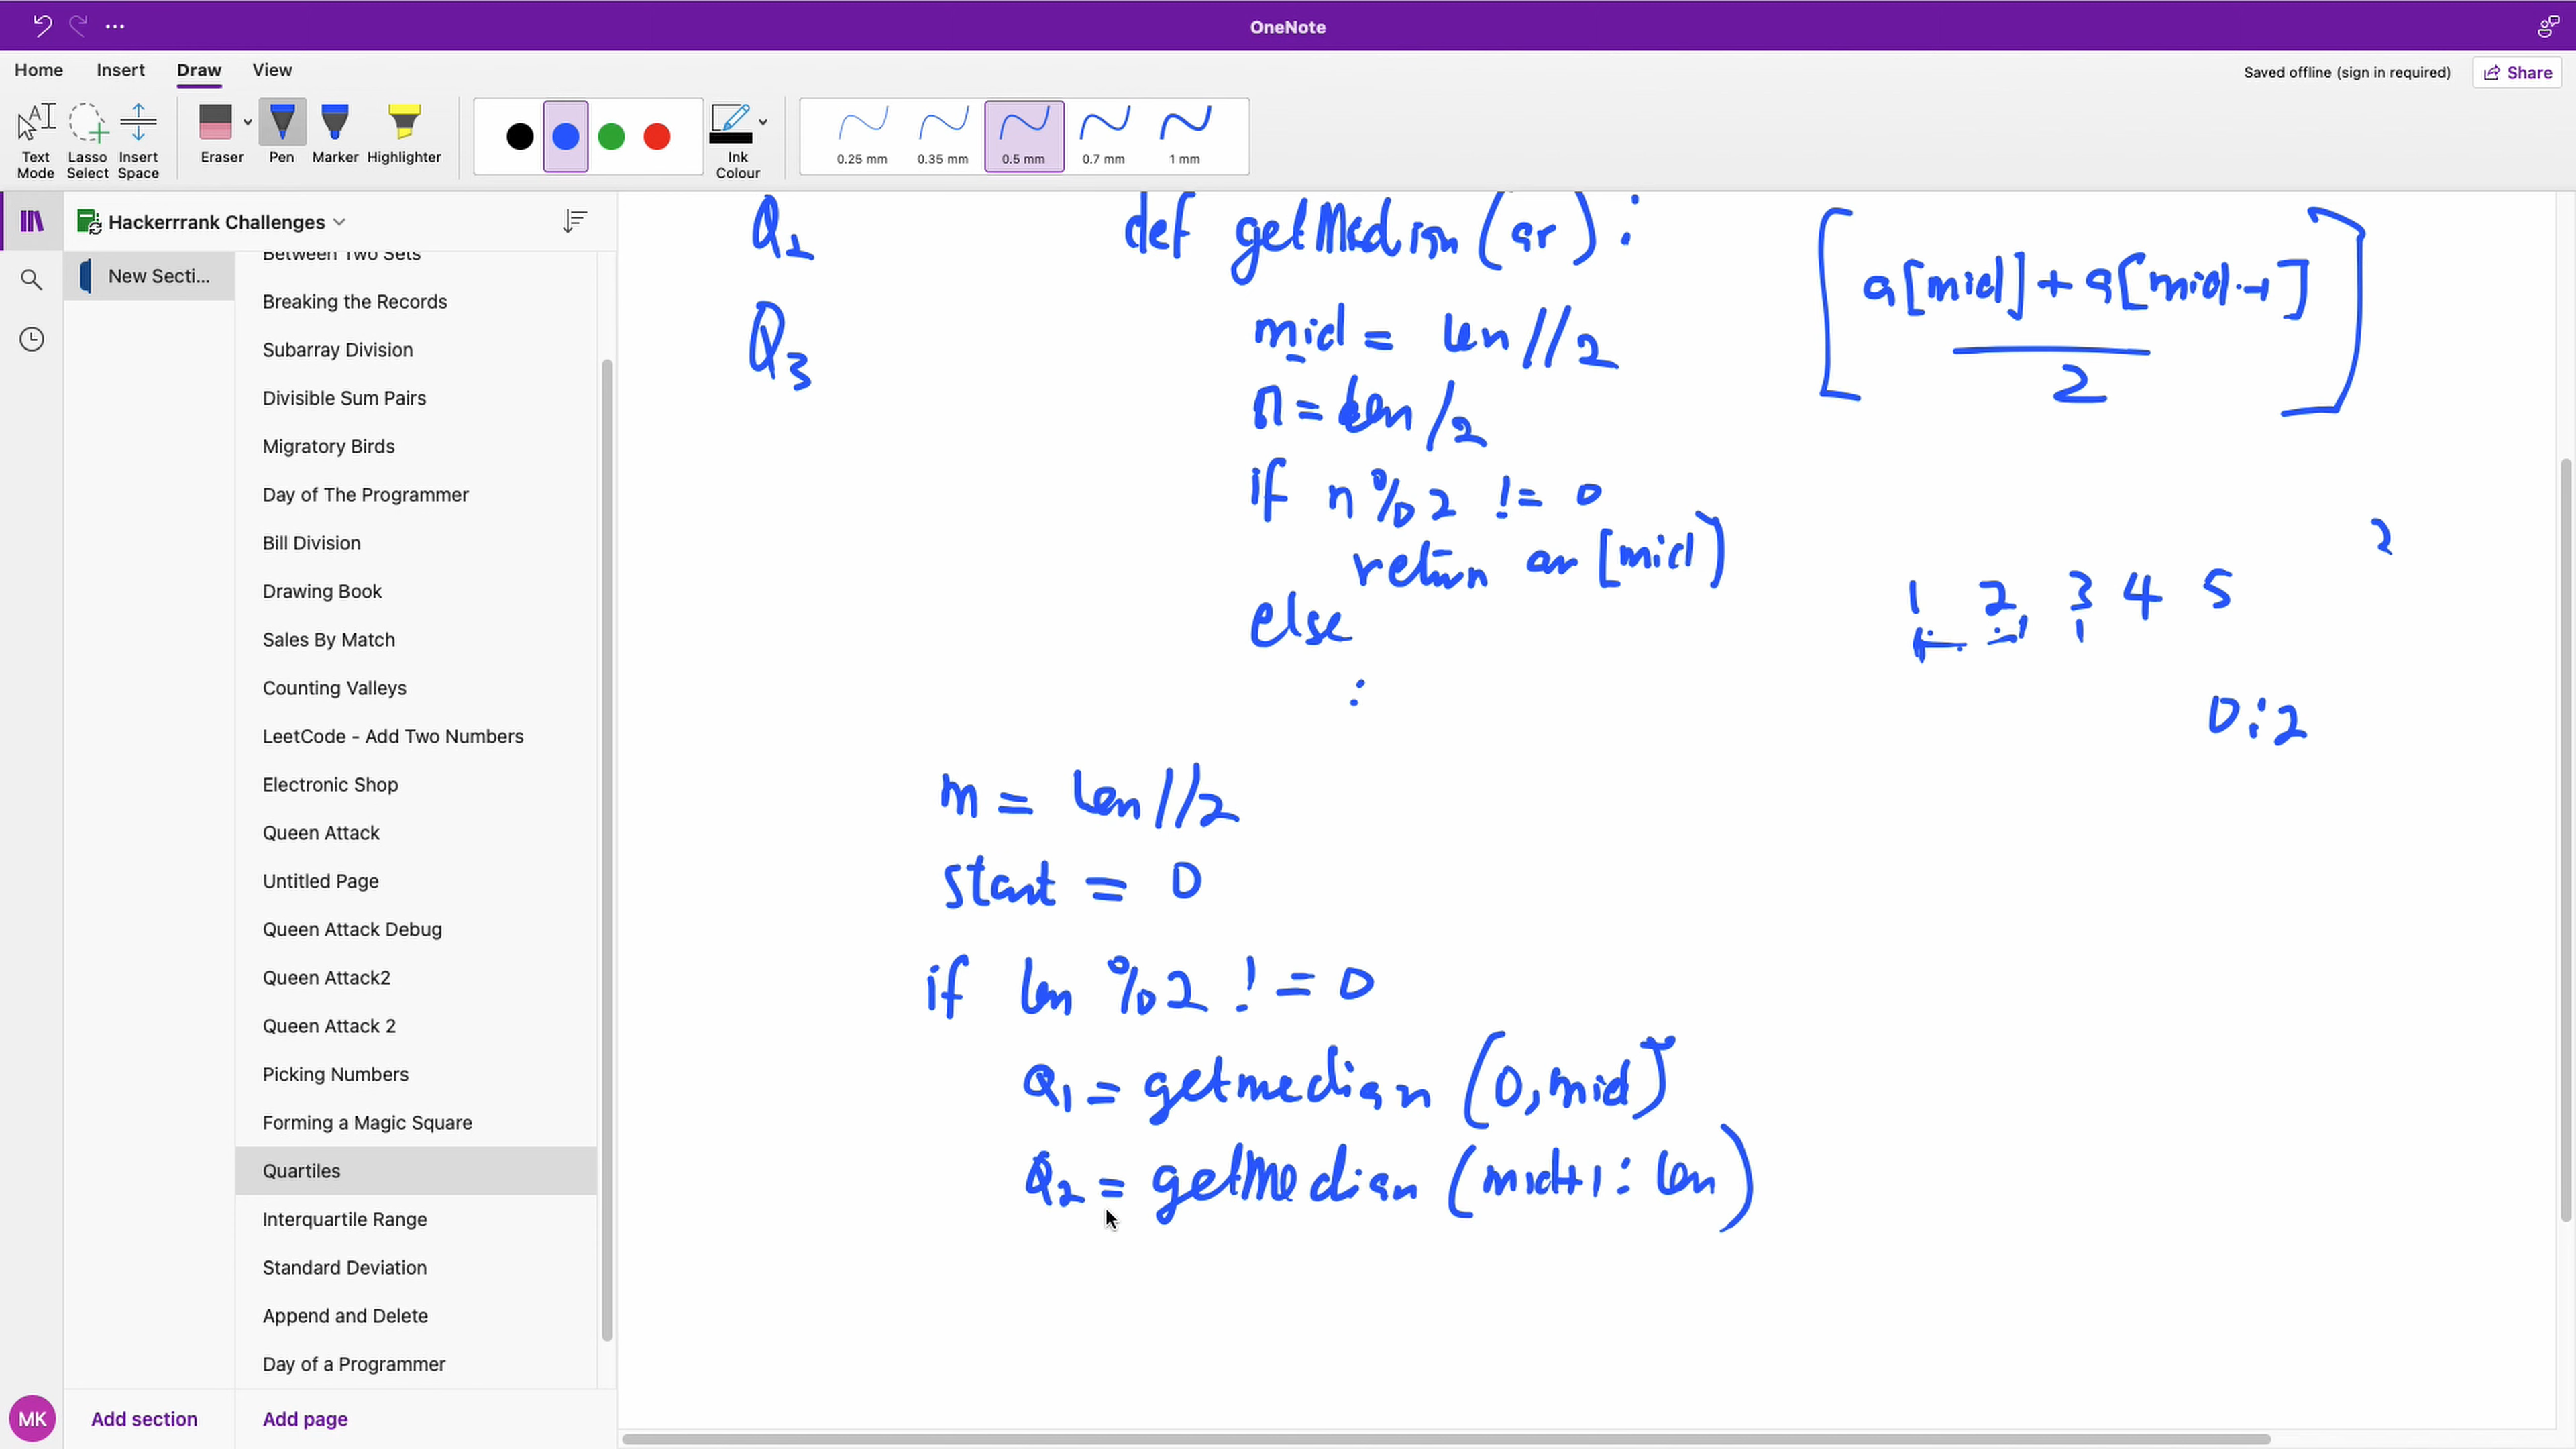 OneNote
Home Insert Draw View
Saved offline (sign in required) Share
Text Mode
Lasso Select
Insert Space
Eraser
Pen
Marker
Highlighter
Ink Colour
0.25 mm
0.35 mm
0.5 mm
0.7 mm
1 mm
Hackerrrank Challenges
New Secti...
Between Two Sets
Breaking the Records
Subarray Division
Divisible Sum Pairs
Migratory Birds
Day of The Programmer
Bill Division
Drawing Book
Sales By Match
Counting Valleys
LeetCode - Add Two Numbers
Electronic Shop
Queen Attack
Untitled Page
Queen Attack Debug
Queen Attack2
Queen Attack 2
Picking Numbers
Forming a Magic Square
Quartiles
Interquartile Range
Standard Deviation
Append and Delete
Day of a Programmer
MK
Add section
Add page
Q2
Q3
def getMedian (ar) :
mid = len // 2
n = len / 2
if n % 2 != 0
return ar [mid)
else
:
[ a[mid] + a[mid-1]
2 ]
2
1 2 3 4 5
0:2
m = len // 2
start = 0
if len % 2 != 0
Q1 = getmedian (0, mid)
Q2 = getMedian (mid+1 : len)